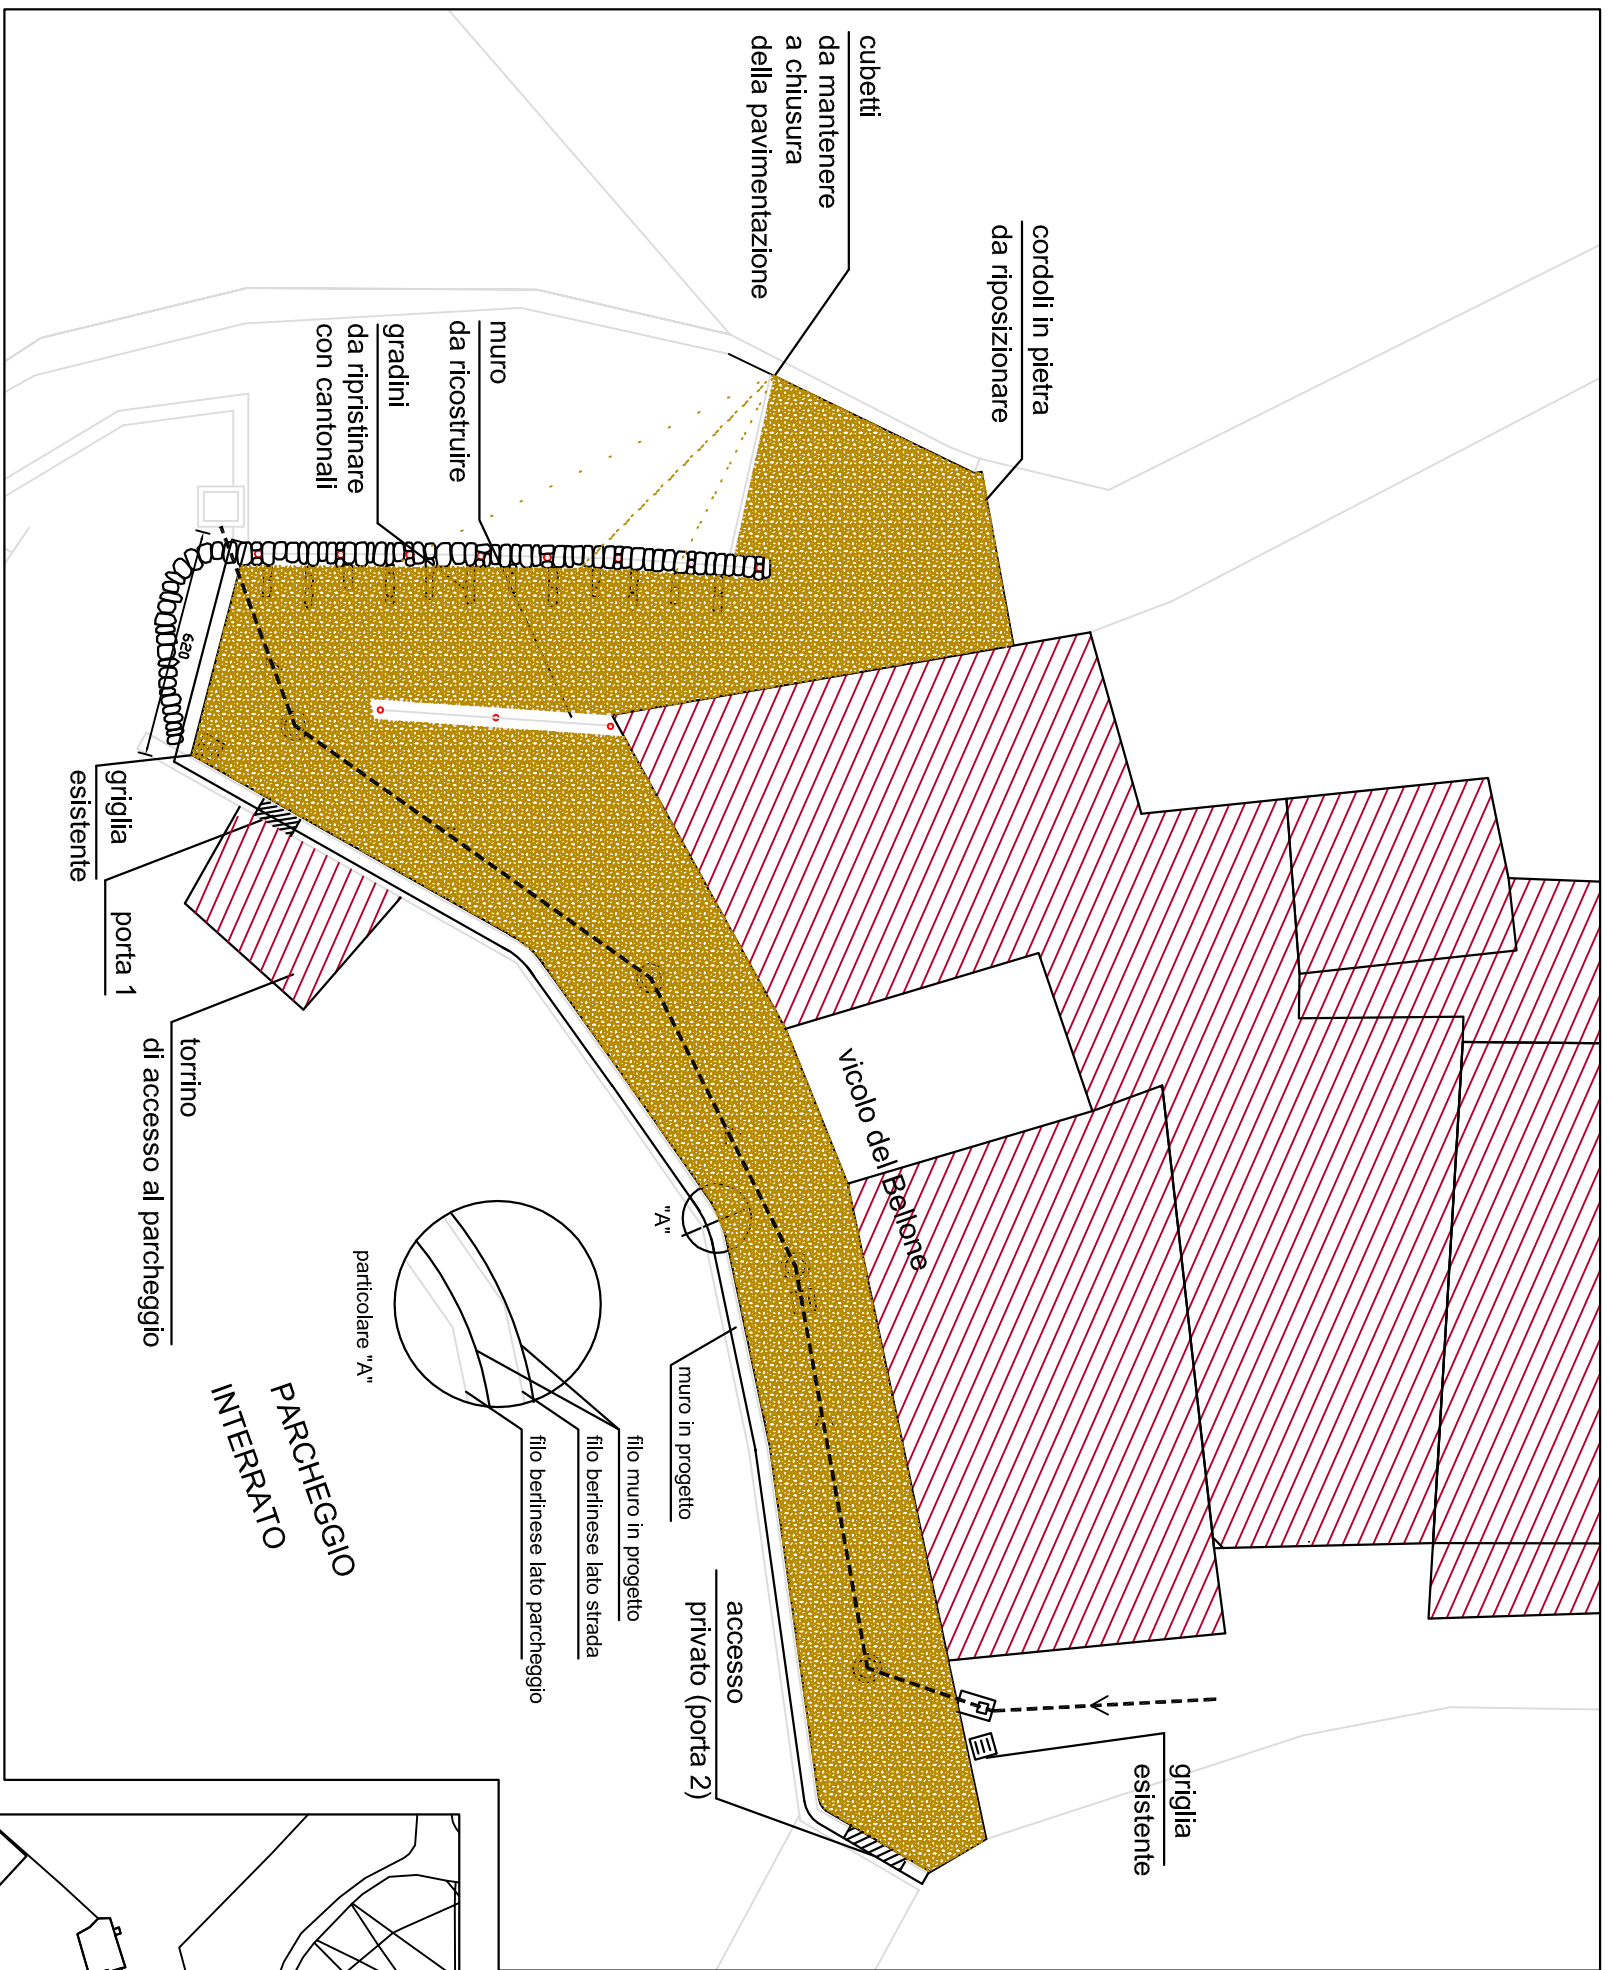 cubetti
da mantenere
a chiusura
della pavimentazione
cordoli in pietra
da riposizionare
muro
da ricostruire
gradini
da ripristinare
con cantonali
620
griglia
esistente
porta 1
torrino
di accesso al parcheggio
vicolo del Bellone
"A"
particolare "A"
muro in progetto
filo muro in progetto
filo berlinese lato strada
filo berlinese lato parcheggio
PARCHEGGIO
INTERRATO
accesso
privato (porta 2)
griglia
esistente